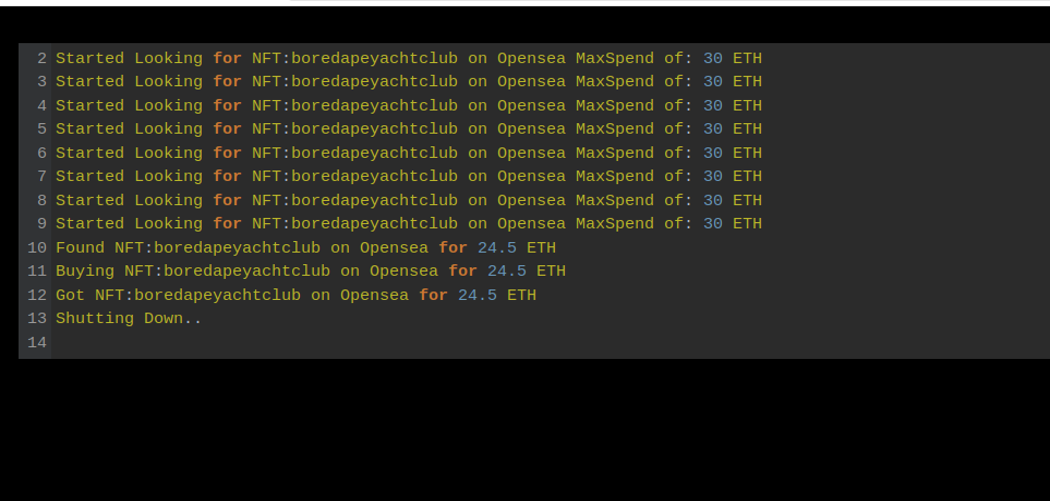 2 Started Looking for NFT:boredapeyachtclub on Opensea MaxSpend of: 30 ETH
3 Started Looking for NFT:boredapeyachtclub on Opensea MaxSpend of: 30 ETH
4 Started Looking for NFT:boredapeyachtclub on Opensea MaxSpend of: 30 ETH
5 Started Looking for NFT:boredapeyachtclub on Opensea MaxSpend of: 30 ETH
6 Started Looking for NFT:boredapeyachtclub on Opensea MaxSpend of: 30 ETH
7 Started Looking for NFT:boredapeyachtclub on Opensea MaxSpend of: 30 ETH
8 Started Looking for NFT:boredapeyachtclub on Opensea MaxSpend of: 30 ETH
9 Started Looking for NFT:boredapeyachtclub on Opensea MaxSpend of: 30 ETH
10 Found NFT:boredapeyachtclub on Opensea for 24.5 ETH
11 Buying NFT:boredapeyachtclub on Opensea for 24.5 ETH
12 Got NFT:boredapeyachtclub on Opensea for 24.5 ETH
13 Shutting Down..
14